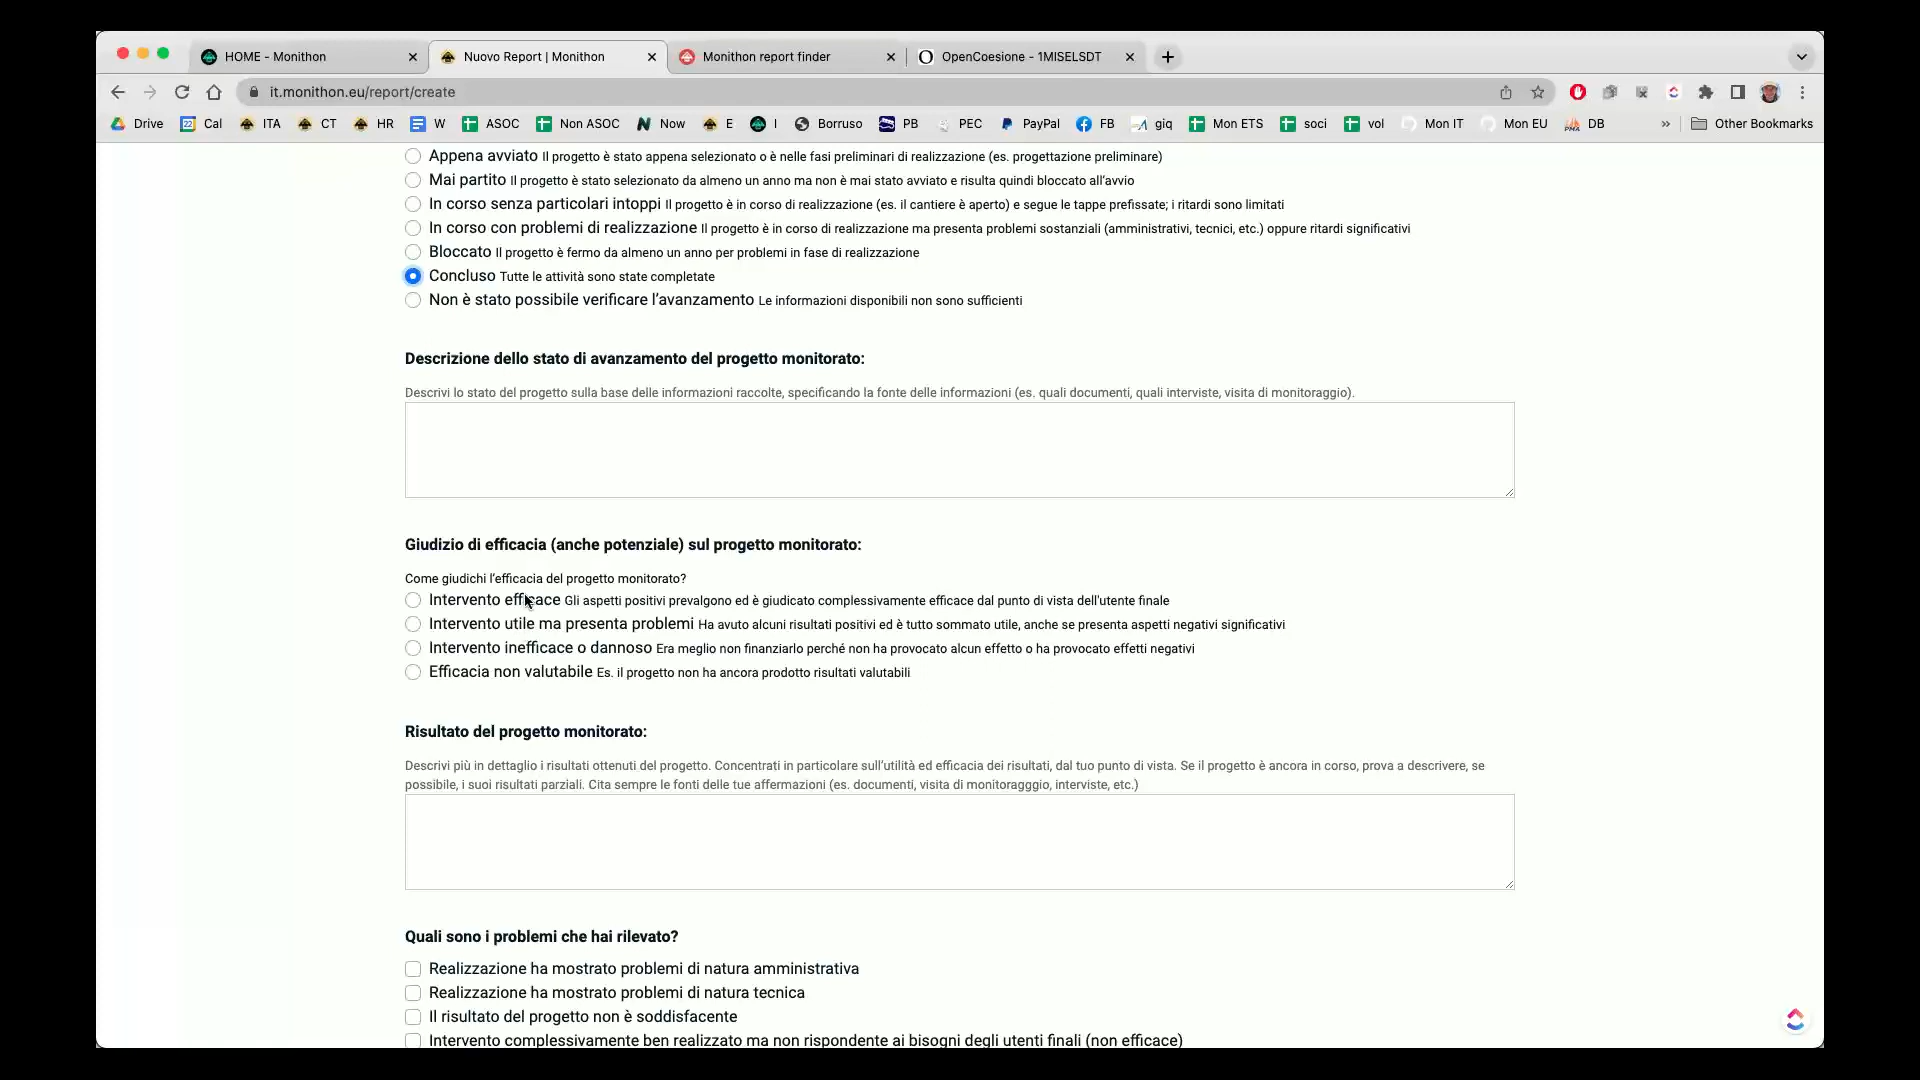 HOME - Monithon
Nuovo Report | Monithon
Monithon report finder
OpenCoesione - 1MISELSDT
it.monithon.eu/report/create
Drive 22 Cal ITA CT HR W ASOC Non ASOC Now E I Borruso PB PEC PayPal FB giq Mon ETS soci vol Mon IT Mon EU DB » Other Bookmarks
Appena avviato Il progetto è stato appena selezionato o è nelle fasi preliminari di realizzazione (es. progettazione preliminare)
Mai partito Il progetto è stato selezionato da almeno un anno ma non è mai stato avviato e risulta quindi bloccato all’avvio
In corso senza particolari intoppi Il progetto è in corso di realizzazione (es. il cantiere è aperto) e segue le tappe prefissate; i ritardi sono limitati
In corso con problemi di realizzazione Il progetto è in corso di realizzazione ma presenta problemi sostanziali (amministrativi, tecnici, etc.) oppure ritardi significativi
Bloccato Il progetto è fermo da almeno un anno per problemi in fase di realizzazione
Concluso Tutte le attività sono state completate
Non è stato possibile verificare l’avanzamento Le informazioni disponibili non sono sufficienti
Descrizione dello stato di avanzamento del progetto monitorato:
Descrivi lo stato del progetto sulla base delle informazioni raccolte, specificando la fonte delle informazioni (es. quali documenti, quali interviste, visita di monitoraggio).
Giudizio di efficacia (anche potenziale) sul progetto monitorato:
Come giudichi l’efficacia del progetto monitorato?
Intervento efficace Gli aspetti positivi prevalgono ed è giudicato complessivamente efficace dal punto di vista dell'utente finale
Intervento utile ma presenta problemi Ha avuto alcuni risultati positivi ed è tutto sommato utile, anche se presenta aspetti negativi significativi
Intervento inefficace o dannoso Era meglio non finanziarlo perché non ha provocato alcun effetto o ha provocato effetti negativi
Efficacia non valutabile Es. il progetto non ha ancora prodotto risultati valutabili
Risultato del progetto monitorato:
Descrivi più in dettaglio i risultati ottenuti del progetto. Concentrati in particolare sull’utilità ed efficacia dei risultati, dal tuo punto di vista. Se il progetto è ancora in corso, prova a descrivere, se
possibile, i suoi risultati parziali. Cita sempre le fonti delle tue affermazioni (es. documenti, visita di monitoragggio, interviste, etc.)
Quali sono i problemi che hai rilevato?
Realizzazione ha mostrato problemi di natura amministrativa
Realizzazione ha mostrato problemi di natura tecnica
Il risultato del progetto non è soddisfacente
Intervento complessivamente ben realizzato ma non rispondente ai bisogni degli utenti finali (non efficace)